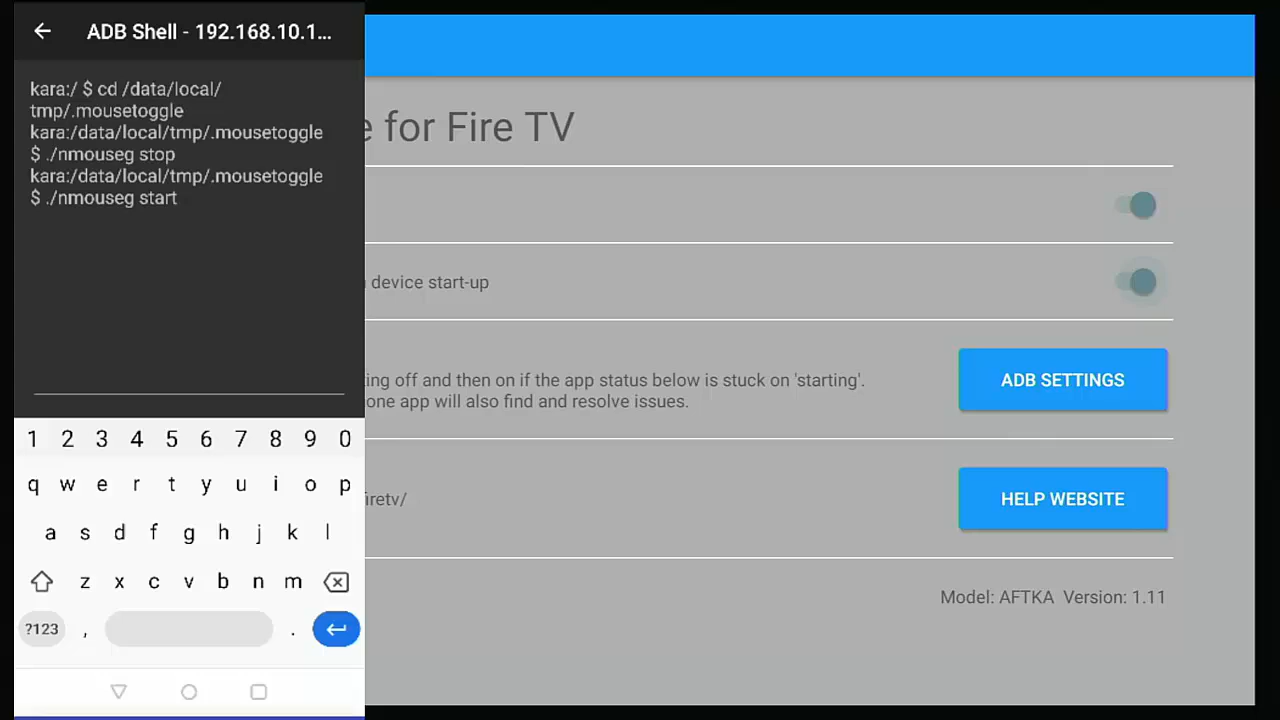 ADB Shell - 192.168.10.1...
kara:/ $ cd /data/local/
tmp/.mousetoggle
kara:/data/local/tmp/.mousetoggle
$ ./nmouseg stop
kara:/data/local/tmp/.mousetoggle
$ ./nmouseg start
1 2 3 4 5 6 7 8 9 0
q w e r t y u i o p
a s d f g h j k l
z x c v b n m
?123 , .
e for Fire TV
device start-up
ing off and then on if the app status below is stuck on 'starting'.
one app will also find and resolve issues.
ADB SETTINGS
firetv/
HELP WEBSITE
Model: AFTKA Version: 1.11